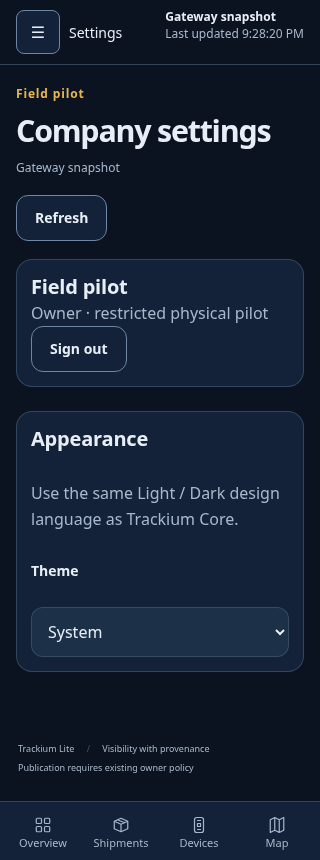 ☰ Settings
Gateway snapshot
Last updated 9:28:20 PM
Field pilot
Company settings
Gateway snapshot
Refresh
Field pilot
Owner · restricted physical pilot
Sign out
Appearance
Use the same Light / Dark design
language as Trackium Core.
Theme
System
Trackium Lite / Visibility with provenance
Publication requires existing owner policy
Overview Shipments Devices Map